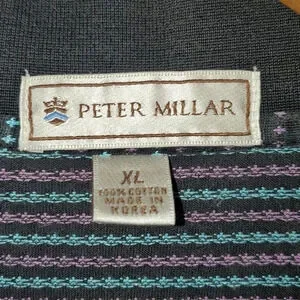 PETER MILLAR
XL
100% COTTON
MADE IN
KOREA